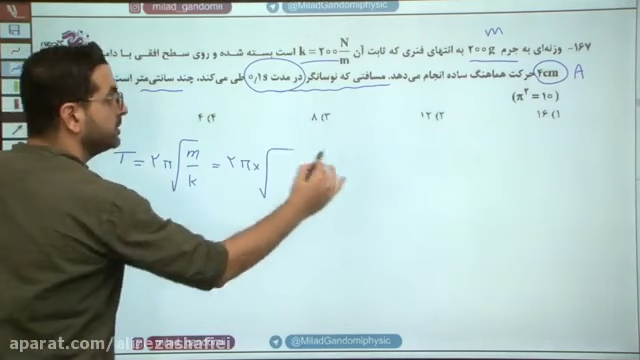 milad_gandomii @MiladGandomiphysic
m
۱۶۷- وزنه‌ای به جرم ۲۰۰g به انتهای فنری که ثابت آن k = ۲۰۰ N/m است بسته شده و روی سطح افقی با دامنه
۴cm حرکت هماهنگ ساده انجام می‌دهد. مسافتی که نوسانگر در مدت ۰٫۱s طی می‌کند، چند سانتی‌متر است A
(π² = ۱۰)
۱) ۱۶ ۲) ۱۲ ۳) ۸ ۴) ۴
T = ۲π √(m/k) = ۲π × √
aparat.com/alirezashafiei
@MiladGandomiphysic